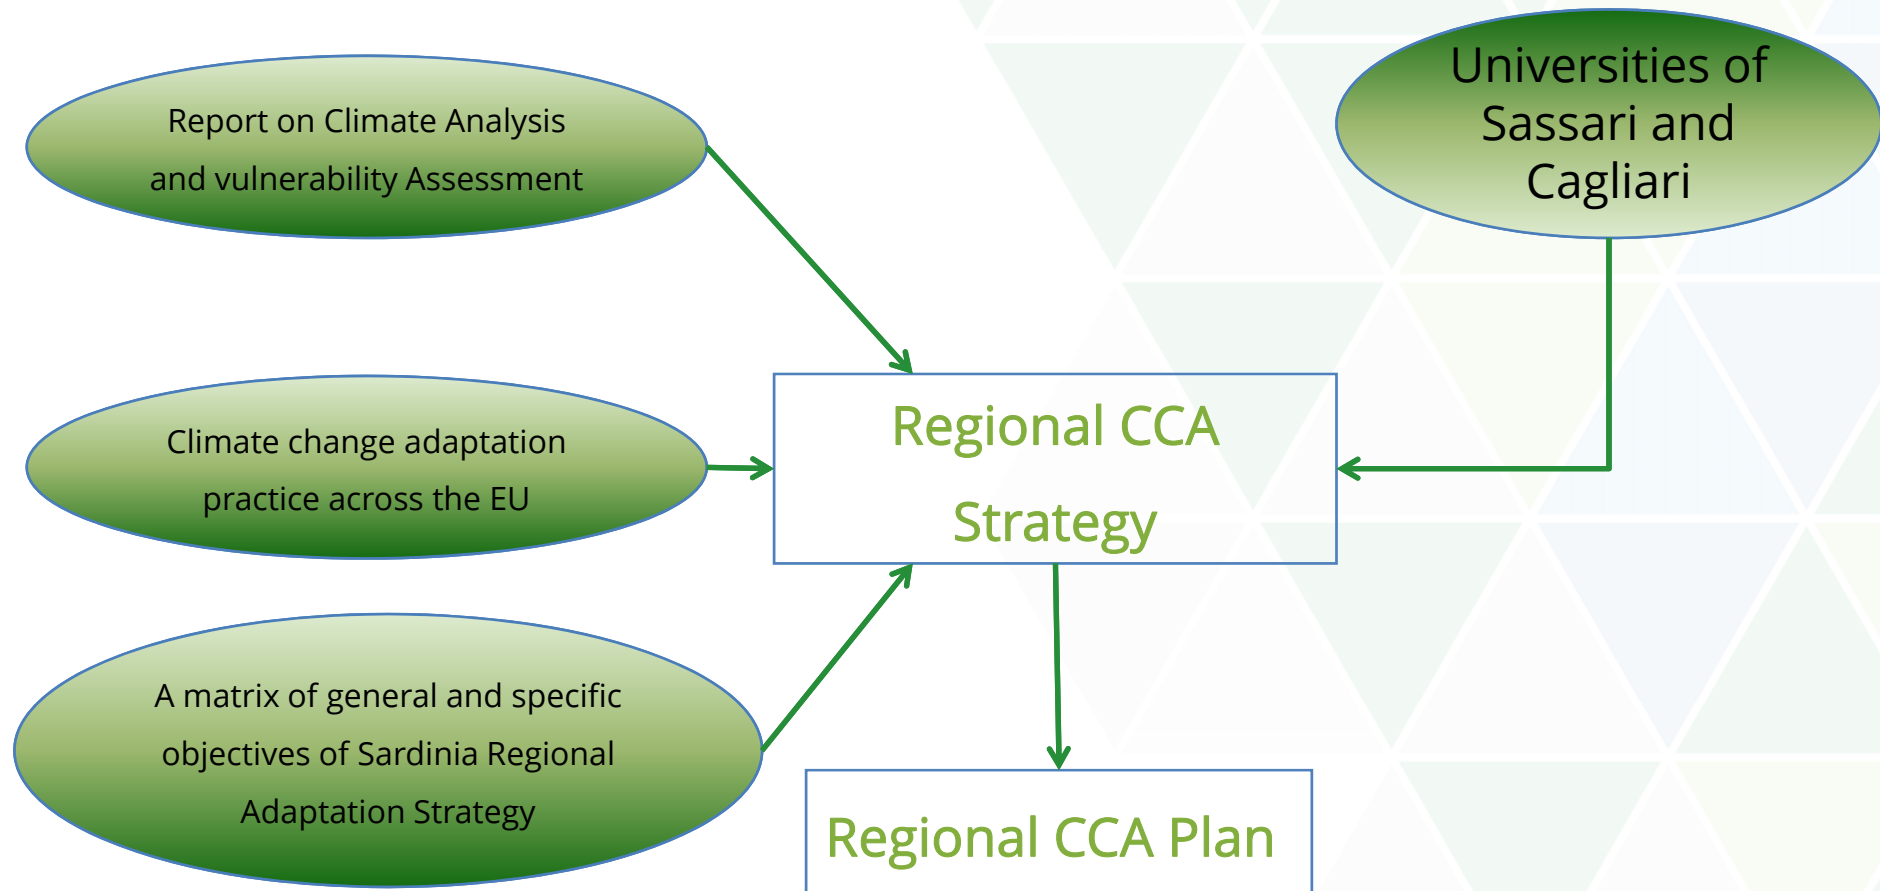 Report on Climate Analysis
and vulnerability Assessment
Universities of
Sassari and
Cagliari
Climate change adaptation
practice across the EU
Regional CCA
Strategy
A matrix of general and specific
objectives of Sardinia Regional
Adaptation Strategy
Regional CCA Plan